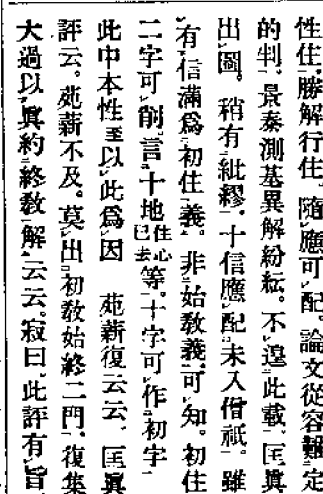 性住、勝解行住、隨應可配。論文從容難定
的判、景秦測基異解紛紜。不遑此載、匡眞
出圖。稍有紕繆、十信應配未入僧祇。雖
有信滿爲初住義。非始教義可知。初住
二字可削。言十地住心已去等。十字可作初字
此中本性至以此爲因　苑薪復云云、匡眞
評云。苑薪不及。莫出初教始終二門、復集
大過以眞約終教解云云。寂曰、此評有旨